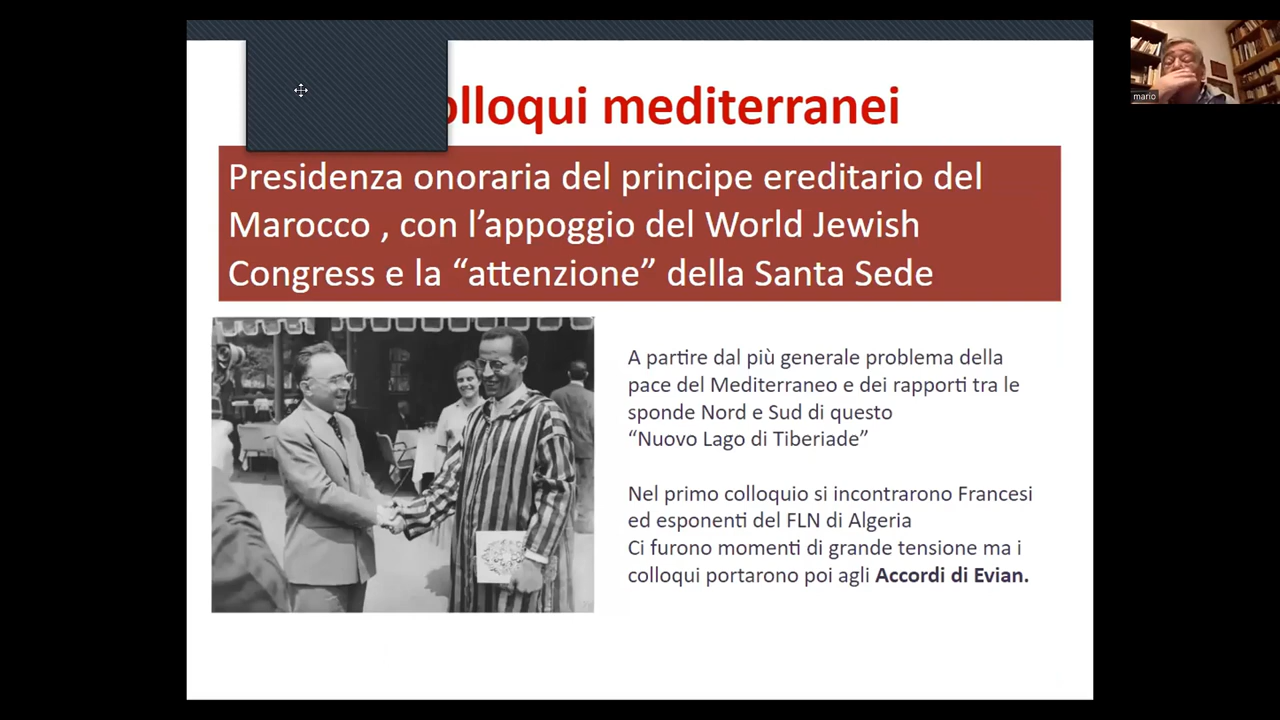 olloqui mediterranei
Presidenza onoraria del principe ereditario del
Marocco , con l’appoggio del World Jewish
Congress e la “attenzione” della Santa Sede
A partire dal più generale problema della
pace del Mediterraneo e dei rapporti tra le
sponde Nord e Sud di questo
“Nuovo Lago di Tiberiade”
Nel primo colloquio si incontrarono Francesi
ed esponenti del FLN di Algeria
Ci furono momenti di grande tensione ma i
colloqui portarono poi agli Accordi di Evian.
mario